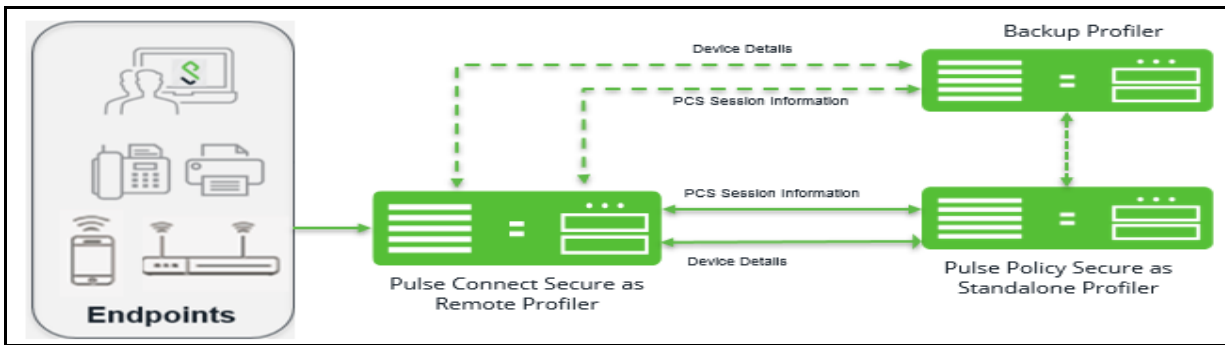 Backup Profiler
Device Details
PCS Session Information
PCS Session Information
Device Details
Pulse Connect Secure as
Remote Profiler
Pulse Policy Secure as
Standalone Profiler
Endpoints